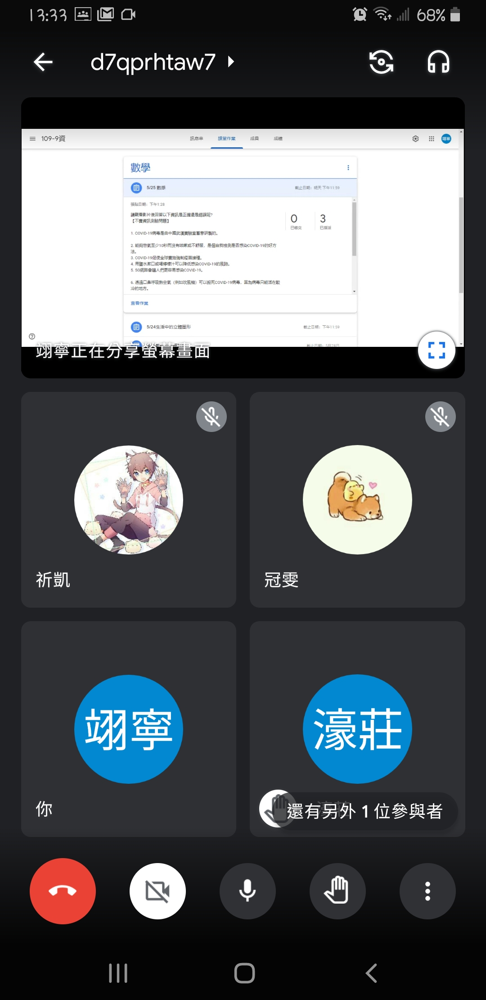 13:33
68%
d7qprhtaw7
109-9資
訊息串 課堂作業 成員 成績
翊寧
數學
5/25 數感
截止日期：明天 下午11:59
張貼日期：下午1:28
請觀看影片後回答以下資訊是正確還是錯誤呢?
【不實資訊測驗問題】
0 已繳交
3 已指派
1. COVID-19病毒是由中國武漢實驗室蓄意研製的。
2. 能夠憋氣至少10秒而沒有咳嗽或不舒服，是個自我檢測是否感染COVID-19的好方
法。
3. COVID-19促使全球實施強制疫苗接種。
4. 用鹽水漱口或喝檸檬汁可以降低感染COVID-19的風險。
5. 5G網路會讓人們更容易感染COVID-19。
6. 透過口鼻呼吸熱空氣（例如吹風機）可以殺死COVID-19病毒，因為病毒只能活在較
冷的地方。
查看作業
5/24生活中的立體圖形
截止日期：下午11:59
截止日期：5月28日
翊寧正在分享螢幕畫面
祈凱
冠雯
翊寧
濠莊
你
濠莊
還有另外 1 位參與者